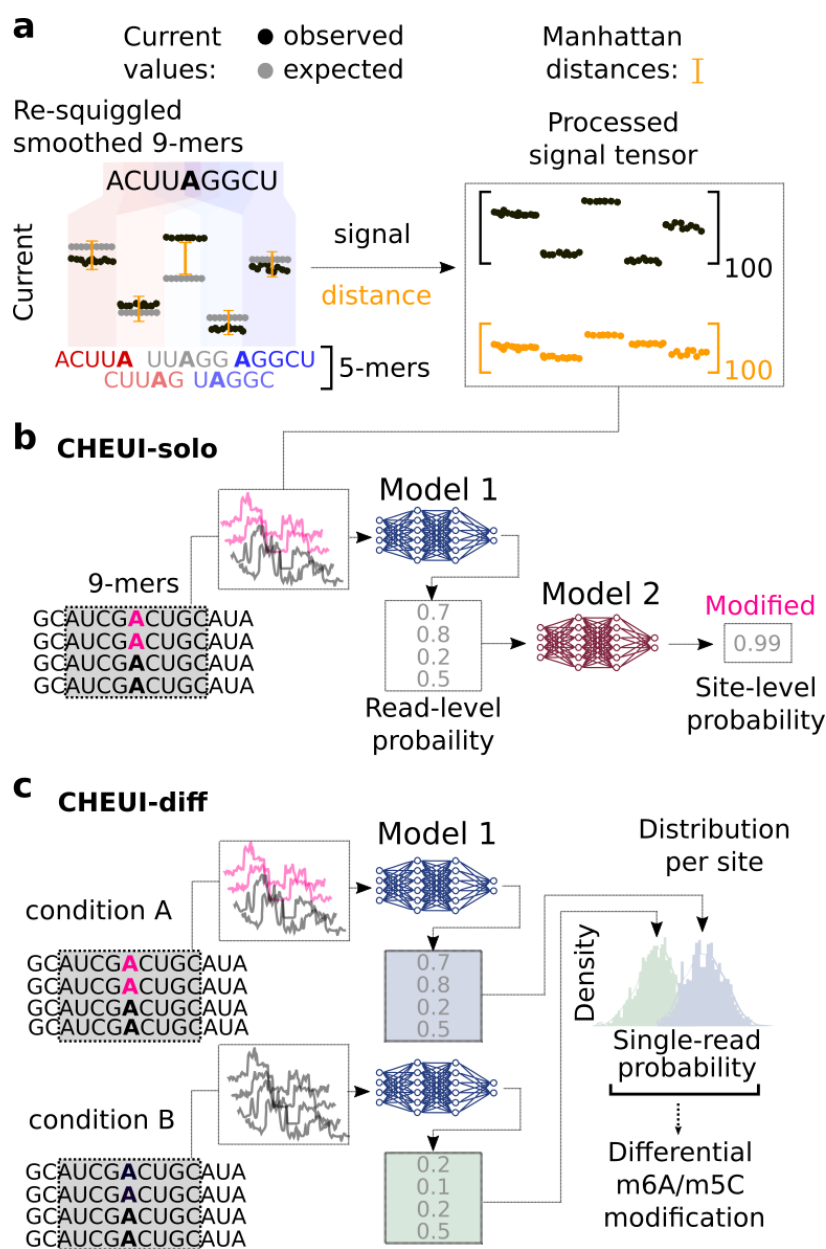 a
Current values:
observed
expected
Manhattan distances:
Re-squiggled
smoothed 9-mers
ACUUAGGCU
Current
ACUUA UUAGG AGGCU
CUUAG UAGGC
5-mers
signal
distance
Processed
signal tensor
100
100
b CHEUI-solo
9-mers
GCAUCGACUGCAUA
GCAUCGACUGCAUA
GCAUCGACUGCAUA
GCAUCGACUGCAUA
Model 1
0.7
0.8
0.2
0.5
Read-level
probaility
Model 2
Modified
0.99
Site-level
probability
c CHEUI-diff
condition A
GCAUCGACUGCAUA
GCAUCGACUGCAUA
GCAUCGACUGCAUA
GCAUCGACUGCAUA
Model 1
0.7
0.8
0.2
0.5
condition B
GCAUCGACUGCAUA
GCAUCGACUGCAUA
GCAUCGACUGCAUA
GCAUCGACUGCAUA
0.2
0.1
0.2
0.5
Distribution
per site
Density
Single-read
probability
Differential
m6A/m5C
modification